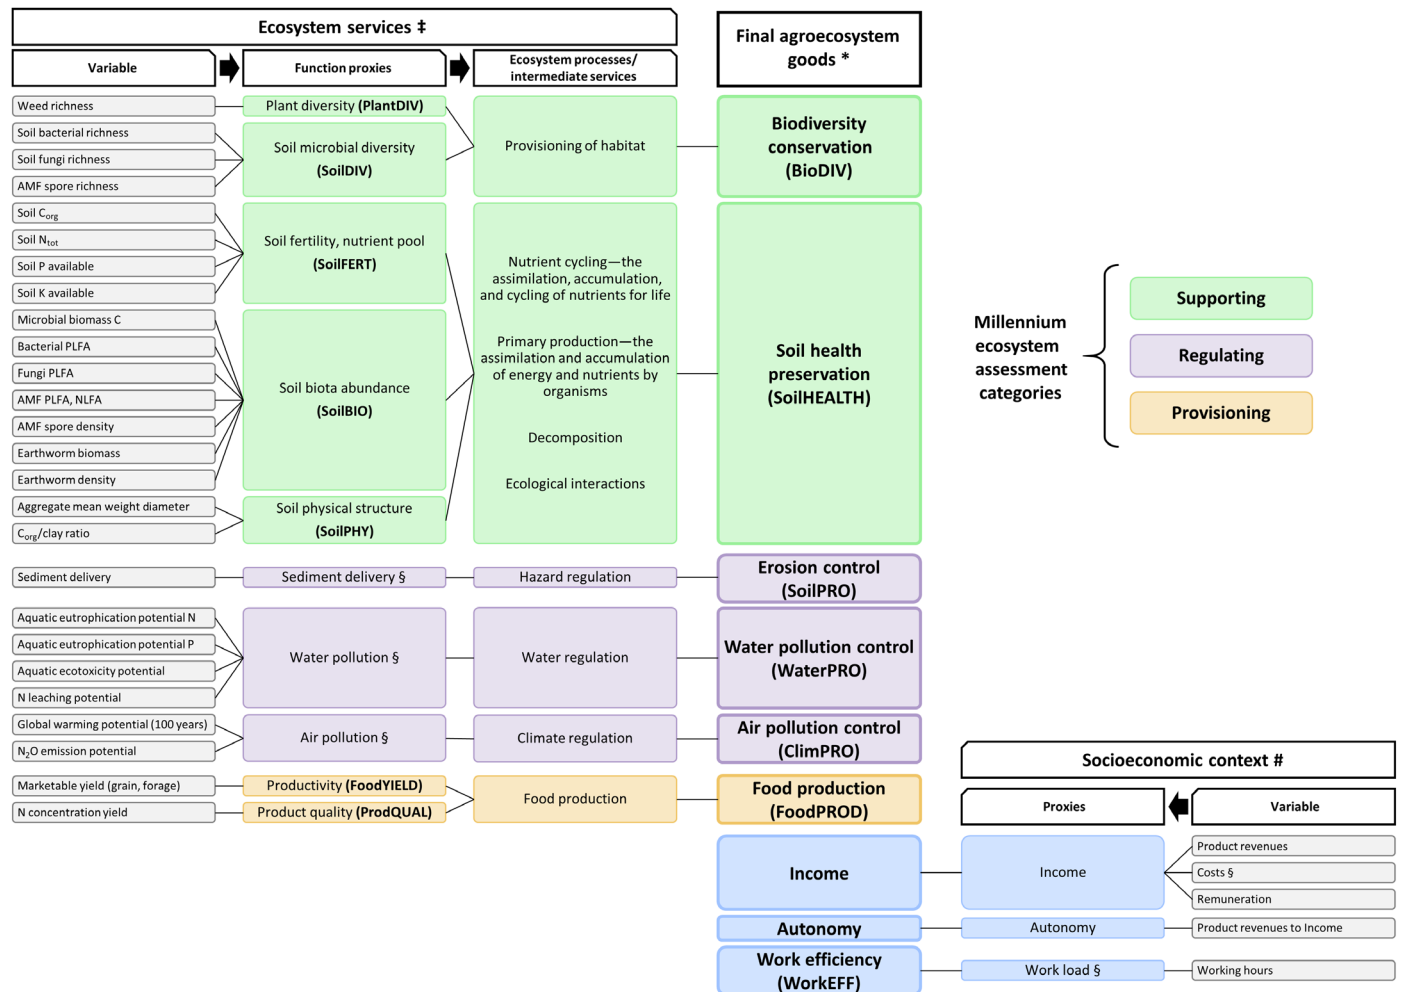 Ecosystem services ‡
Final agroecosystem
goods *
Variable
Function proxies
Ecosystem processes/
intermediate services
Weed richness
Soil bacterial richness
Soil fungi richness
AMF spore richness
Soil Corg
Soil Ntot
Soil P available
Soil K available
Microbial biomass C
Bacterial PLFA
Fungi PLFA
AMF PLFA, NLFA
AMF spore density
Earthworm biomass
Earthworm density
Aggregate mean weight diameter
Corg/clay ratio
Sediment delivery
Aquatic eutrophication potential N
Aquatic eutrophication potential P
Aquatic ecotoxicity potential
N leaching potential
Global warming potential (100 years)
N2O emission potential
Marketable yield (grain, forage)
N concentration yield
Plant diversity (PlantDIV)
Soil microbial diversity
(SoilDIV)
Soil fertility, nutrient pool
(SoilFERT)
Soil biota abundance
(SoilBIO)
Soil physical structure
(SoilPHY)
Sediment delivery §
Water pollution §
Air pollution §
Productivity (FoodYIELD)
Product quality (ProdQUAL)
Provisioning of habitat
Nutrient cycling—the
assimilation, accumulation,
and cycling of nutrients for life
Primary production—the
assimilation and accumulation
of energy and nutrients by
organisms
Decomposition
Ecological interactions
Hazard regulation
Water regulation
Climate regulation
Food production
Biodiversity
conservation
(BioDIV)
Soil health
preservation
(SoilHEALTH)
Erosion control
(SoilPRO)
Water pollution control
(WaterPRO)
Air pollution control
(ClimPRO)
Food production
(FoodPROD)
Income
Autonomy
Work efficiency
(WorkEFF)
Millennium
ecosystem
assessment
categories
Supporting
Regulating
Provisioning
Socioeconomic context #
Proxies
Variable
Income
Autonomy
Work load §
Product revenues
Costs §
Remuneration
Product revenues to Income
Working hours